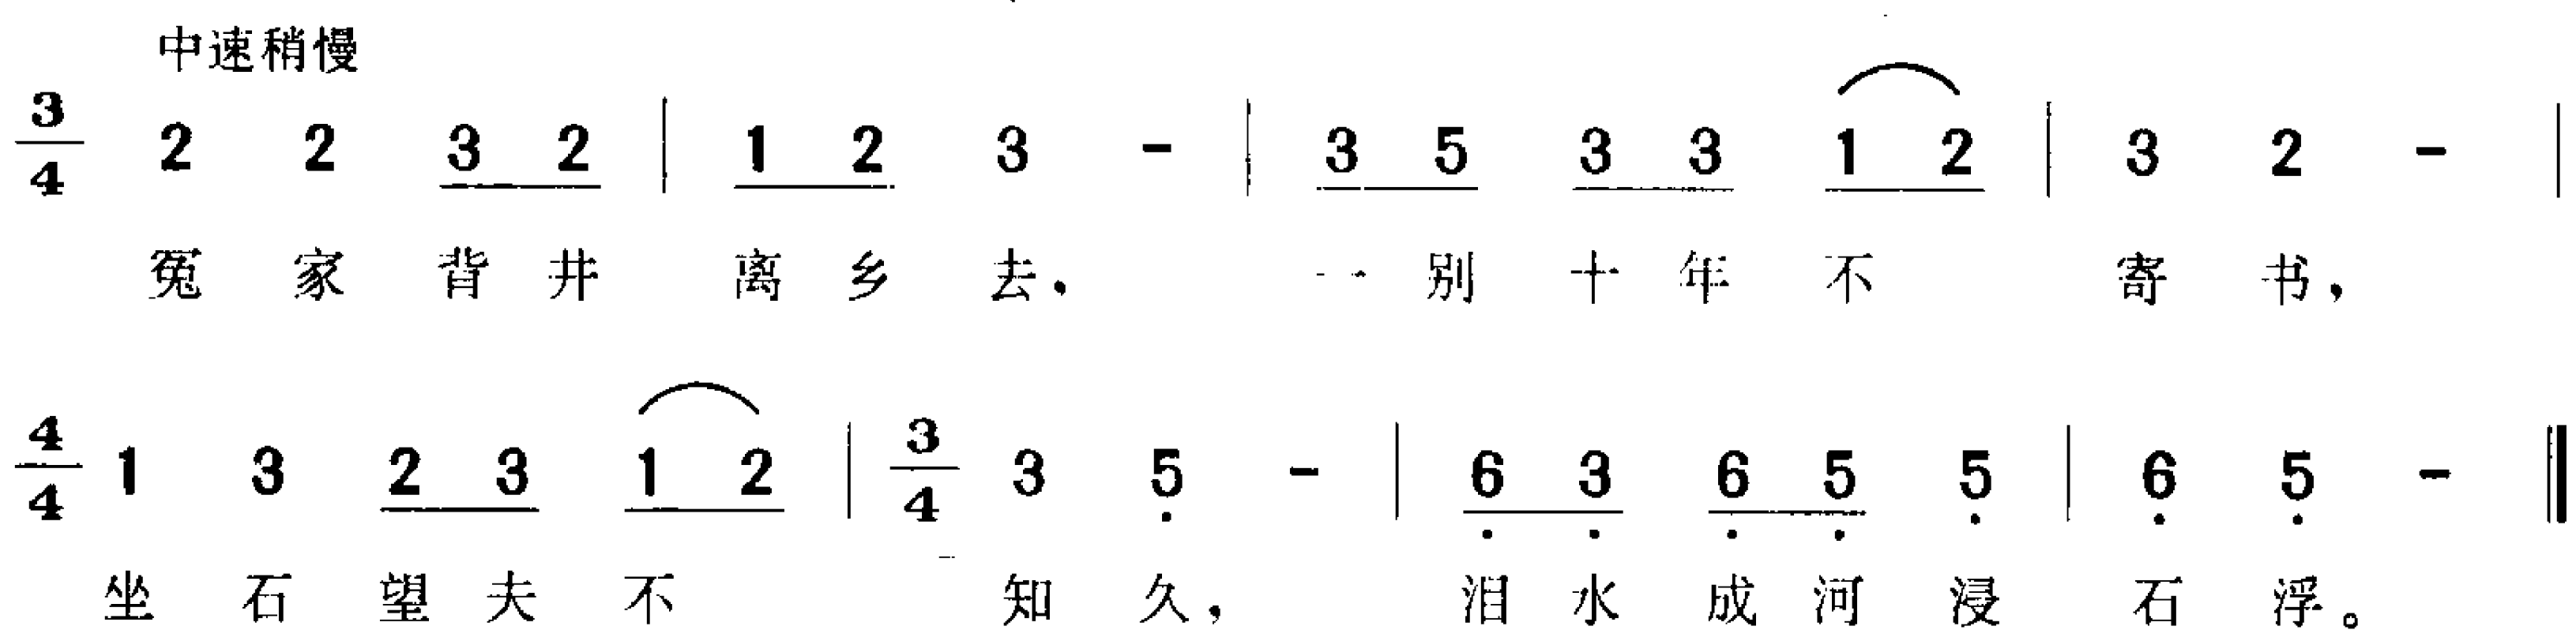 中速稍慢
3/4 2 2 3 2 | 1 2 3 - | 3 5 3 3 1 2 | 3 2 - |
冤家背井离乡去，一别十年不寄书，
4/4 1 3 2 3 1 2 | 3/4 3 5̣ - | 6̣ 3̣ 6̣ 5̣ 5̣ | 6̣ 5̣ - ‖
坐石望夫不知久，泪水成河浸石浮。